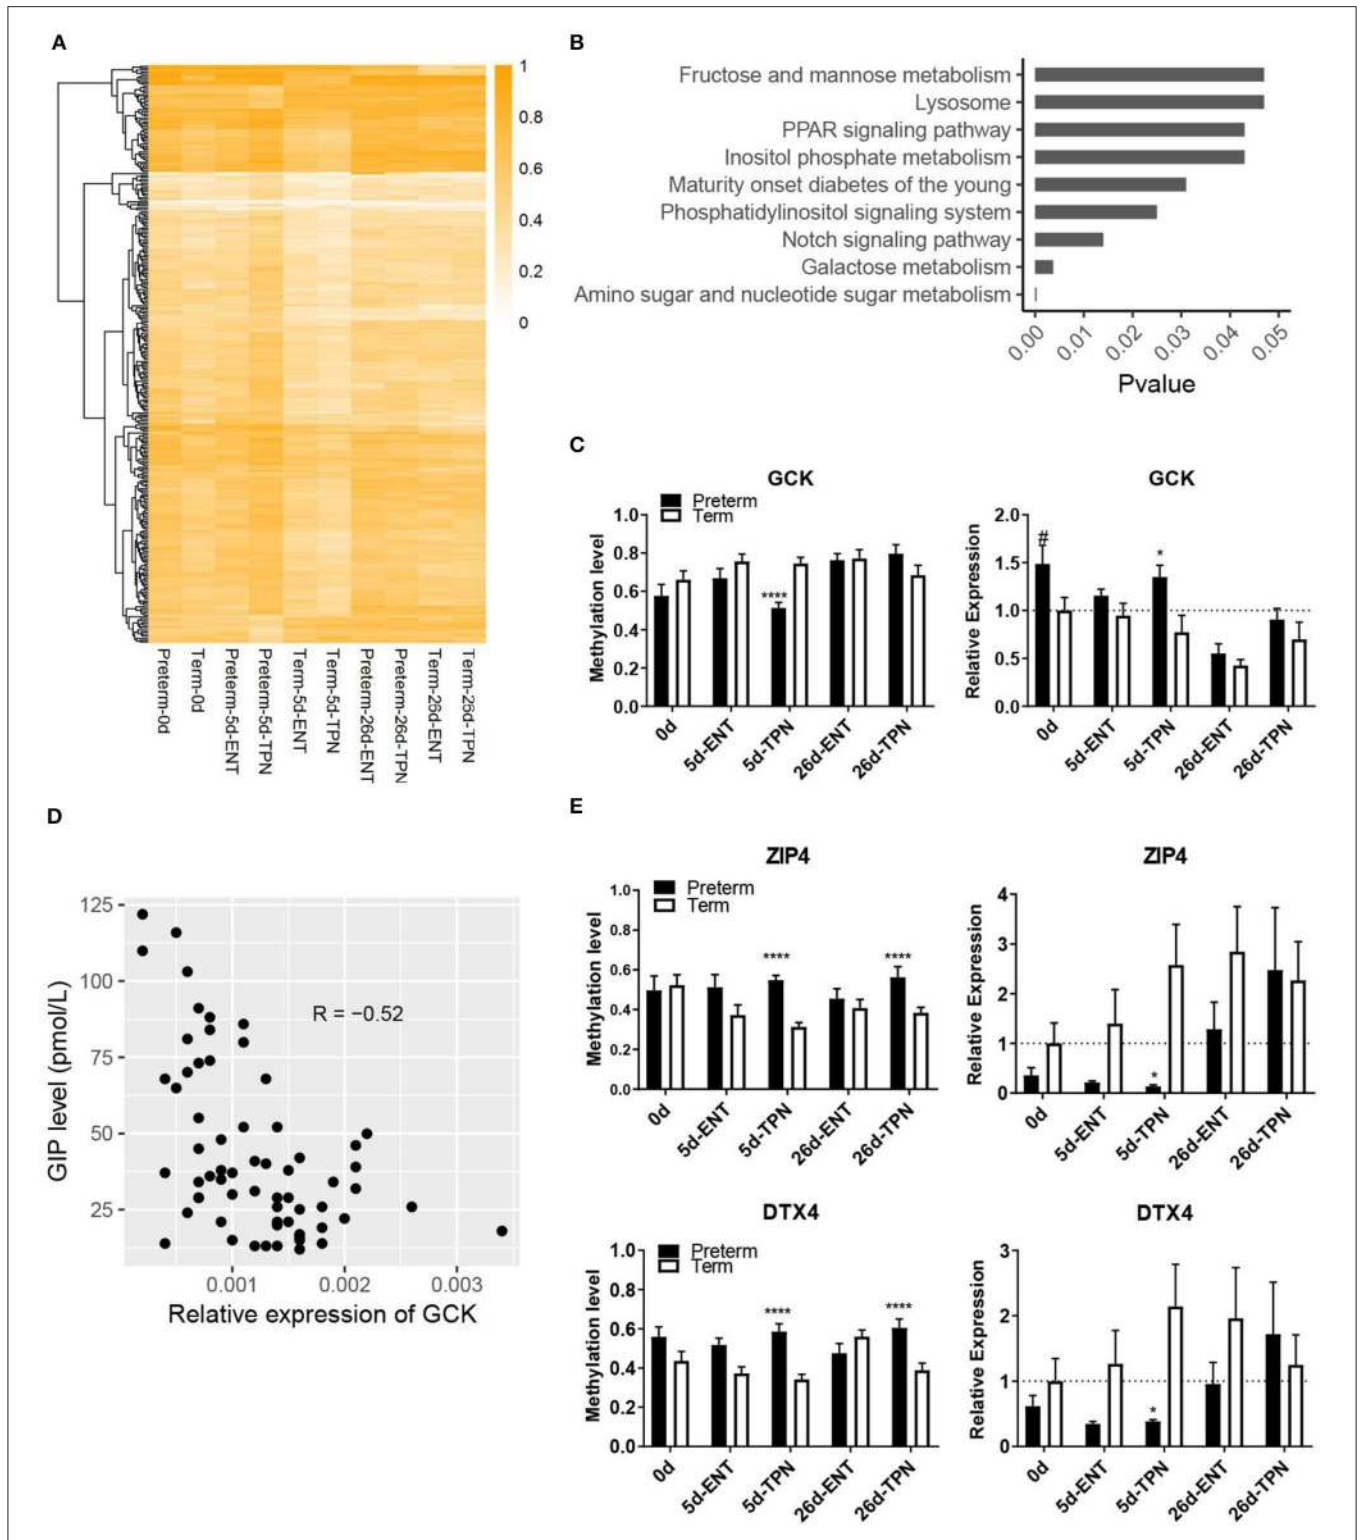 A
1
0.8
0.6
0.4
0.2
0
Preterm-0d
Term-0d
Preterm-5d-ENT
Preterm-5d-TPN
Term-5d-ENT
Term-5d-TPN
Preterm-26d-ENT
Preterm-26d-TPN
Term-26d-ENT
Term-26d-TPN
B
Fructose and mannose metabolism
Lysosome
PPAR signaling pathway
Inositol phosphate metabolism
Maturity onset diabetes of the young
Phosphatidylinositol signaling system
Notch signaling pathway
Galactose metabolism
Amino sugar and nucleotide sugar metabolism
0.00 0.01 0.02 0.03 0.04 0.05
Pvalue
C
GCK
Preterm
Term
Methylation level
1.0
0.8
0.6
0.4
0.2
0.0
****
0d 5d-ENT 5d-TPN 26d-ENT 26d-TPN
GCK
Relative Expression
2.0
1.5
1.0
0.5
0.0
#
*
0d 5d-ENT 5d-TPN 26d-ENT 26d-TPN
D
GIP level (pmol/L)
125
100
75
50
25
R = −0.52
0.001 0.002 0.003
Relative expression of GCK
E
ZIP4
Preterm
Term
Methylation level
1.0
0.8
0.6
0.4
0.2
0.0
**** ****
0d 5d-ENT 5d-TPN 26d-ENT 26d-TPN
ZIP4
Relative Expression
4
3
2
1
0
*
0d 5d-ENT 5d-TPN 26d-ENT 26d-TPN
DTX4
Preterm
Term
Methylation level
1.0
0.8
0.6
0.4
0.2
0.0
**** ****
0d 5d-ENT 5d-TPN 26d-ENT 26d-TPN
DTX4
Relative Expression
3
2
1
0
*
0d 5d-ENT 5d-TPN 26d-ENT 26d-TPN